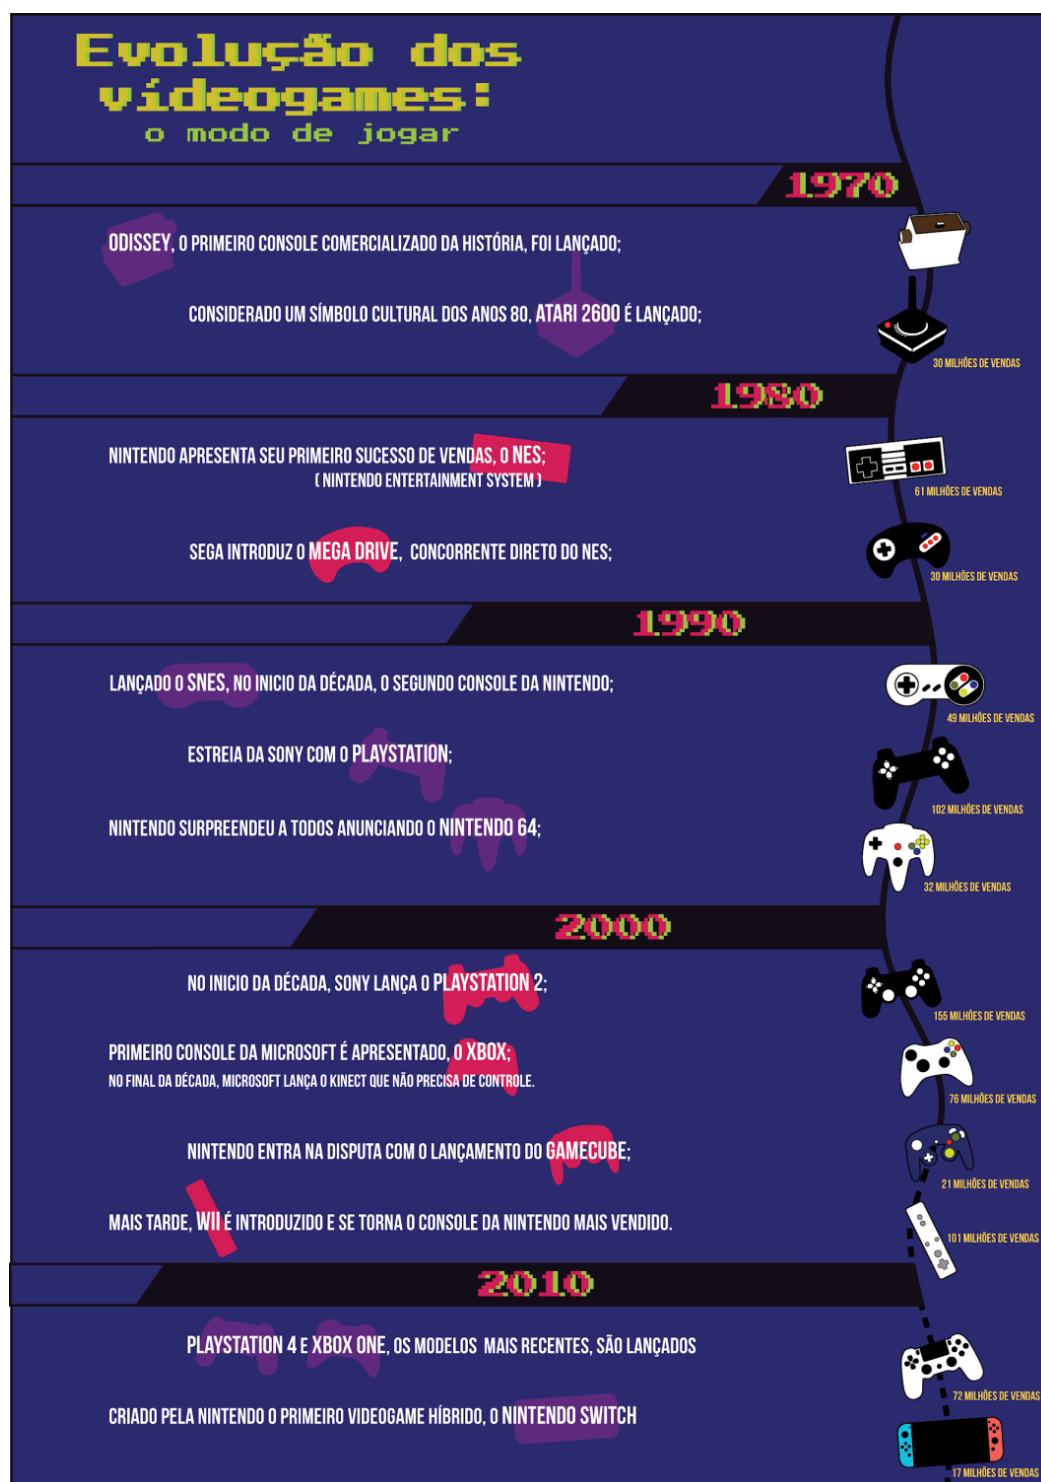 Evolução dos
vídeogames:
o modo de jogar
1970
ODISSEY, O PRIMEIRO CONSOLE COMERCIALIZADO DA HISTÓRIA, FOI LANÇADO;
CONSIDERADO UM SÍMBOLO CULTURAL DOS ANOS 80, ATARI 2600 É LANÇADO;
30 MILHÕES DE VENDAS
1980
NINTENDO APRESENTA SEU PRIMEIRO SUCESSO DE VENDAS, O NES;
( NINTENDO ENTERTAINMENT SYSTEM )
61 MILHÕES DE VENDAS
SEGA INTRODUZ O MEGA DRIVE, CONCORRENTE DIRETO DO NES;
30 MILHÕES DE VENDAS
1990
LANÇADO O SNES, NO INICIO DA DÉCADA, O SEGUNDO CONSOLE DA NINTENDO;
49 MILHÕES DE VENDAS
ESTREIA DA SONY COM O PLAYSTATION;
102 MILHÕES DE VENDAS
NINTENDO SURPREENDEU A TODOS ANUNCIANDO O NINTENDO 64;
32 MILHÕES DE VENDAS
2000
NO INICIO DA DÉCADA, SONY LANÇA O PLAYSTATION 2;
155 MILHÕES DE VENDAS
PRIMEIRO CONSOLE DA MICROSOFT É APRESENTADO, O XBOX;
NO FINAL DA DÉCADA, MICROSOFT LANÇA O KINECT QUE NÃO PRECISA DE CONTROLE.
76 MILHÕES DE VENDAS
NINTENDO ENTRA NA DISPUTA COM O LANÇAMENTO DO GAMECUBE;
21 MILHÕES DE VENDAS
MAIS TARDE, WII É INTRODUZIDO E SE TORNA O CONSOLE DA NINTENDO MAIS VENDIDO.
101 MILHÕES DE VENDAS
2010
PLAYSTATION 4 E XBOX ONE, OS MODELOS MAIS RECENTES, SÃO LANÇADOS
72 MILHÕES DE VENDAS
CRIADO PELA NINTENDO O PRIMEIRO VIDEOGAME HÍBRIDO, O NINTENDO SWITCH
17 MILHÕES DE VENDAS